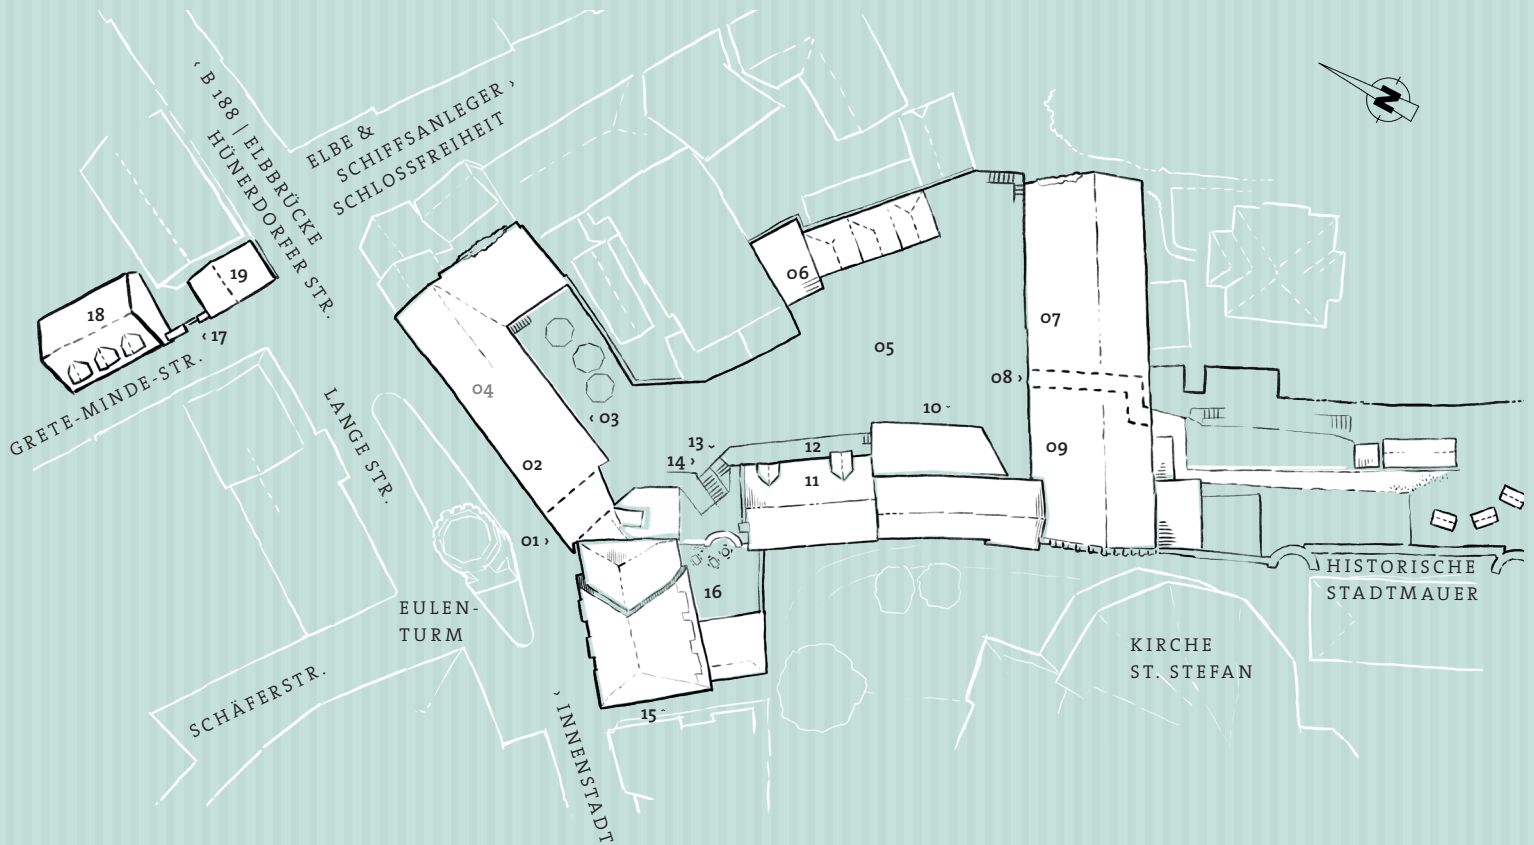 ‹ B 188 | ELBBRÜCKE
HÜNERDORFER STR.
ELBE &
SCHIFFSANLEGER ›
SCHLOSSFREIHEIT
N
19
18
‹ 17
GRETE-MINDE-STR.
LANGE STR.
04
‹ 03
02
01 ›
06
05
07
08 ›
09
10 ˇ
13 ˇ
14 ›
12
11
16
15 ˆ
EULEN-
TURM
SCHÄFERSTR.
› INNENSTADT
KIRCHE
ST. STEFAN
HISTORISCHE
STADTMAUER